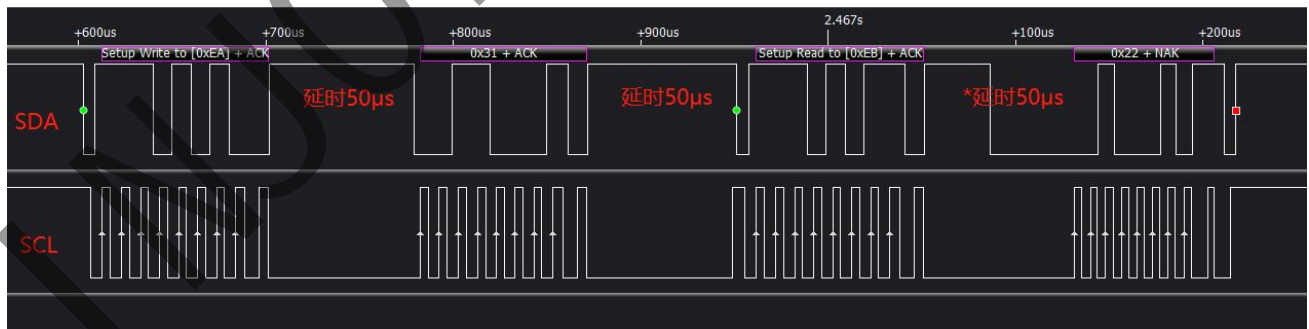 2.467s
+600us +700us +800us +900us +100us +200us
Setup Write to [0xEA] + ACK 0x31 + ACK Setup Read to [0xEB] + ACK 0x22 + NAK
SDA 延时50μs 延时50μs *延时50μs
SCL